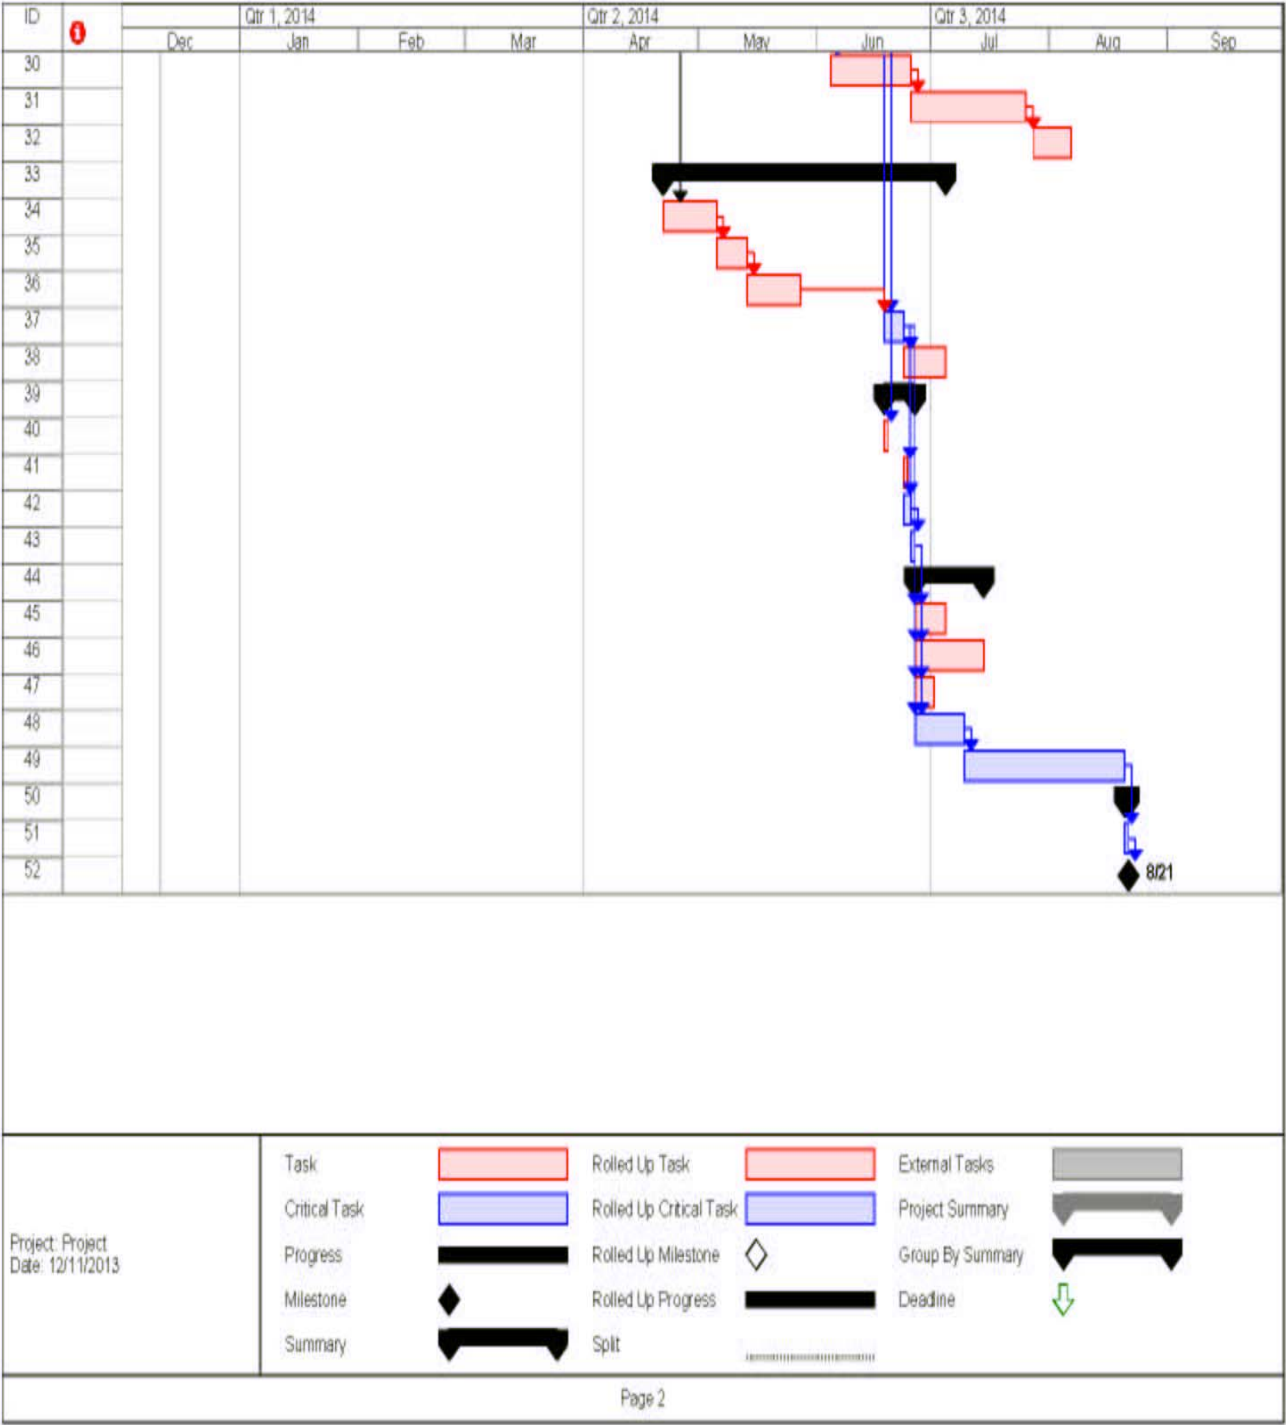 ID Qtr 1, 2014 Qtr 2, 2014 Qtr 3, 2014
Dec Jan Feb Mar Apr May Jun Jul Aug Sep
30
31
32
33
34
35
36
37
38
39
40
41
42
43
44
45
46
47
48
49
50
51
52 8/21
Task Rolled Up Task External Tasks
Critical Task Rolled Up Critical Task Project Summary
Project: Project
Date: 12/11/2013
Progress Rolled Up Milestone Group By Summary
Milestone Rolled Up Progress Deadline
Summary Split
Page 2